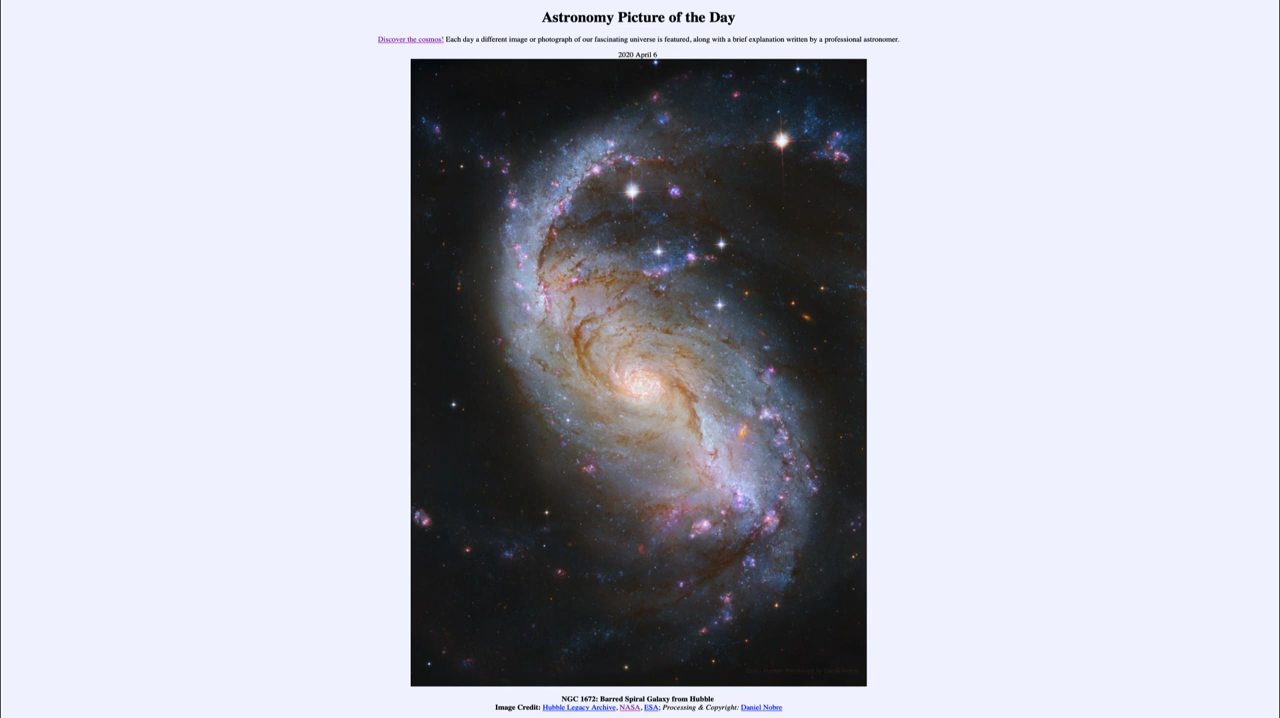 Astronomy Picture of the Day
Discover the cosmos! Each day a different image or photograph of our fascinating universe is featured, along with a brief explanation written by a professional astronomer.
2020 April 6
NGC 1672: Barred Spiral Galaxy from Hubble
Image Credit: Hubble Legacy Archive, NASA, ESA; Processing & Copyright: Daniel Nobre